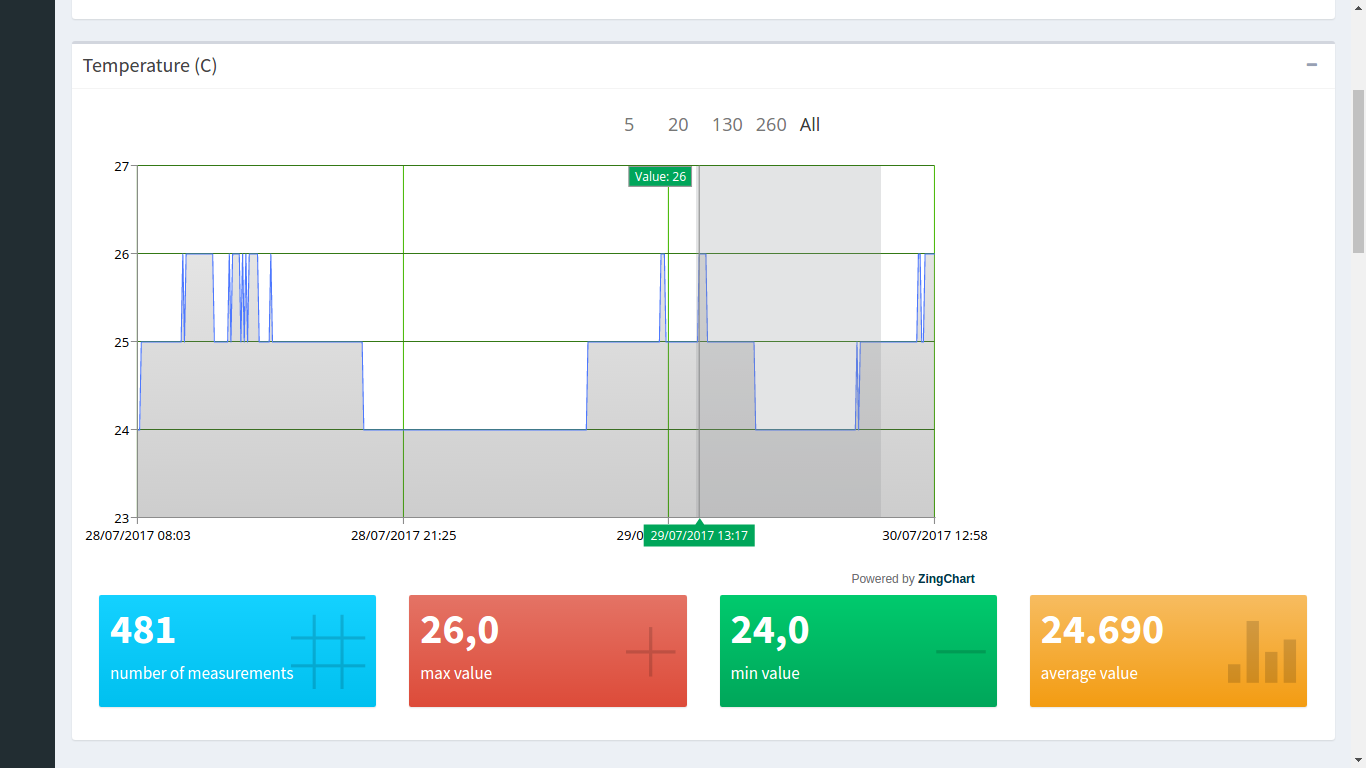 Temperature (C)
5 20 130 260 All
27
Value: 26
26
25
24
23
28/07/2017 08:03 28/07/2017 21:25 29/0 29/07/2017 13:17 30/07/2017 12:58
Powered by ZingChart
481
number of measurements
26,0
max value
24,0
min value
24.690
average value